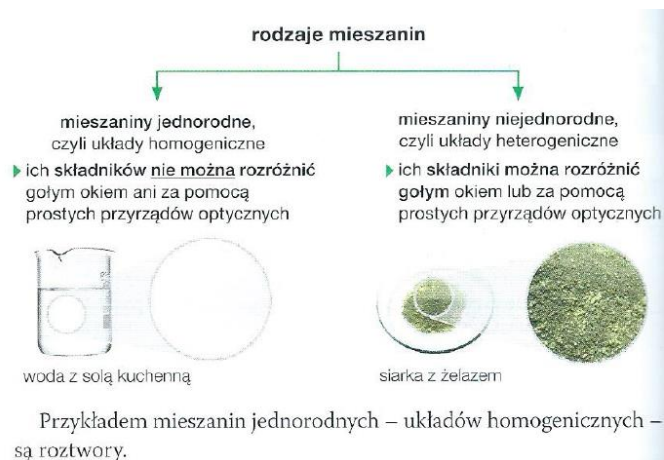 rodzaje mieszanin
mieszaniny jednorodne,
czyli układy homogeniczne
ich składników nie można rozróżnić
gołym okiem ani za pomocą
prostych przyrządów optycznych
woda z solą kuchenną
mieszaniny niejednorodne,
czyli układy heterogeniczne
ich składniki można rozróżnić
gołym okiem lub za pomocą
prostych przyrządów optycznych
siarka z żelazem
Przykładem mieszanin jednorodnych – układów homogenicznych –
są roztwory.